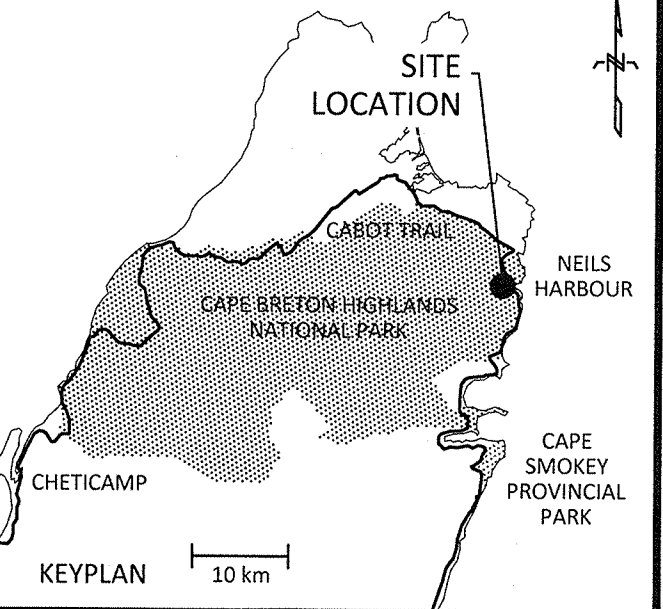 SITE
LOCATION
N
CABOT TRAIL
NEILS
HARBOUR
CAPE BRETON HIGHLANDS
NATIONAL PARK
CAPE
SMOKEY
PROVINCIAL
PARK
CHETICAMP
KEYPLAN
10 km